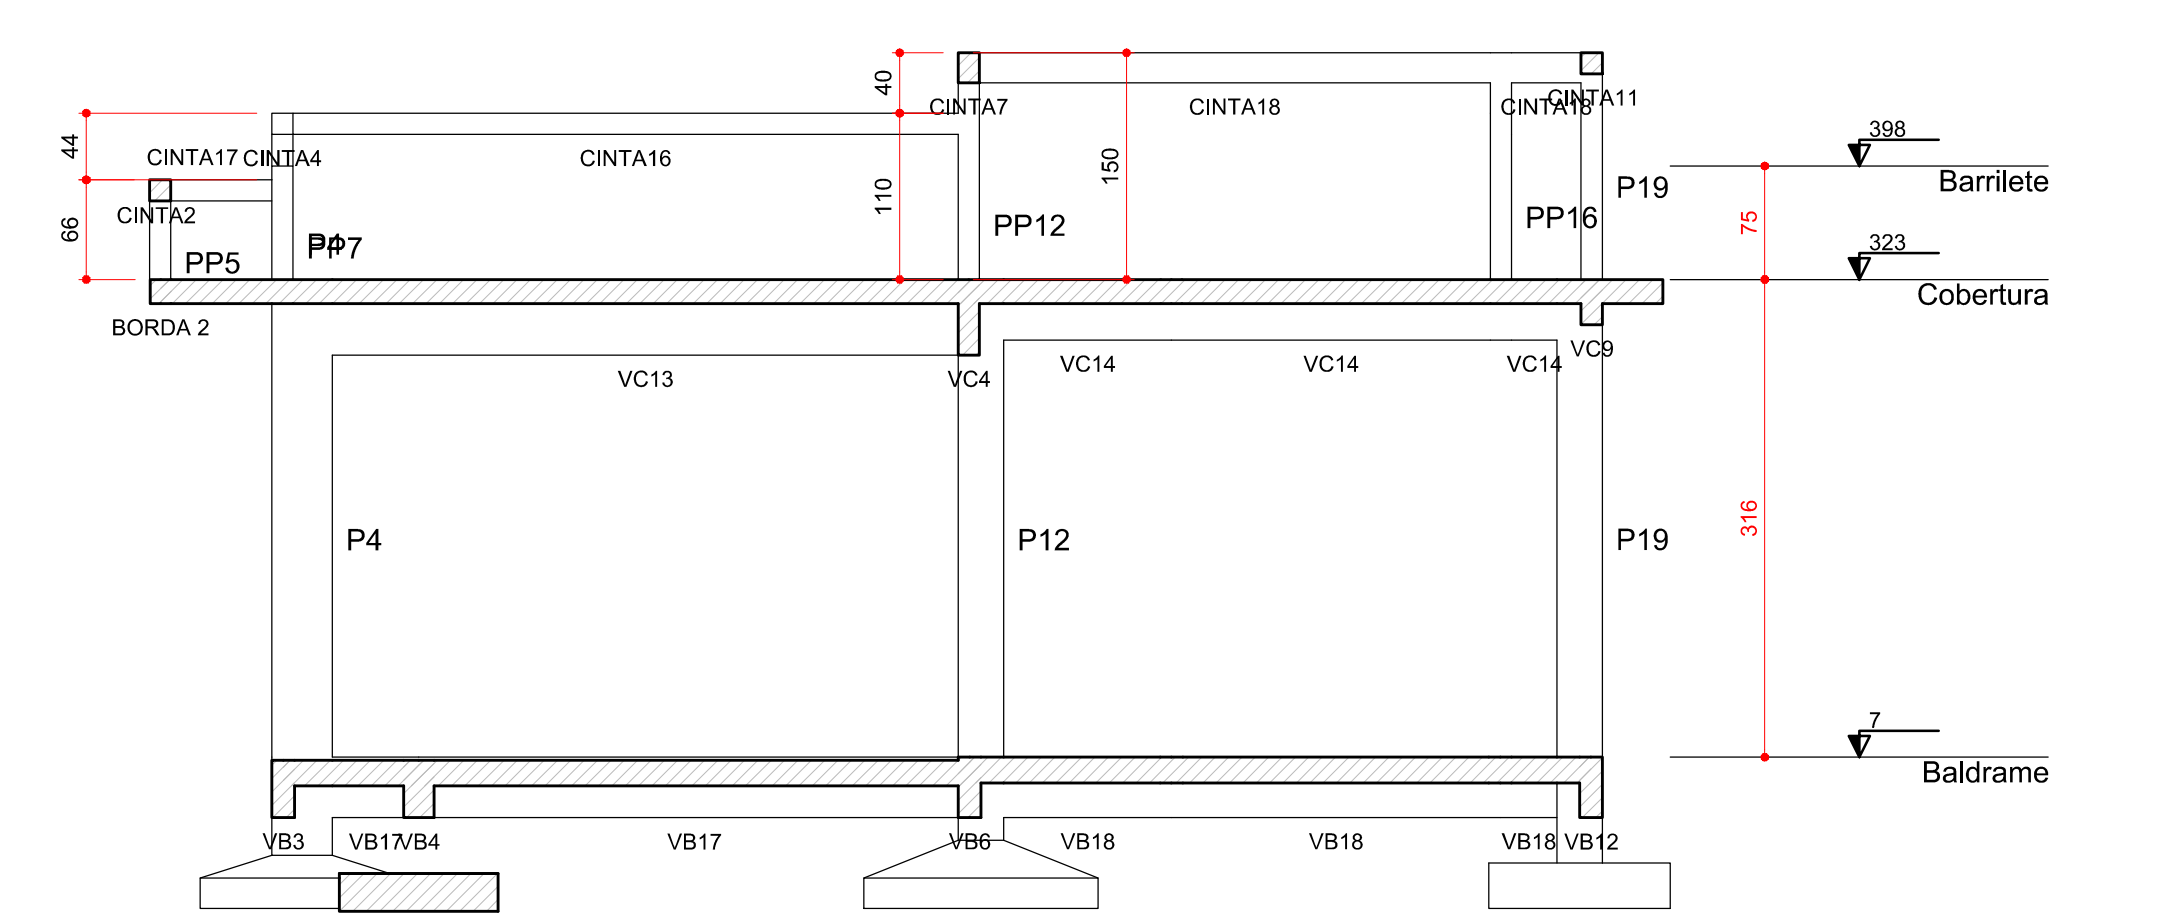 40
CINTA7
CINTA18
CINTA18
CINTA11
44
CINTA17
CINTA4
CINTA16
110
150
398
Barrilete
P19
66
CINTA2
PP5
P4
PP7
PP12
PP16
75
323
Cobertura
BORDA 2
VC13
VC4
VC14
VC14
VC14
VC9
P4
P12
P19
316
7
Baldrame
VB3
VB17
VB4
VB17
VB6
VB18
VB18
VB18
VB12